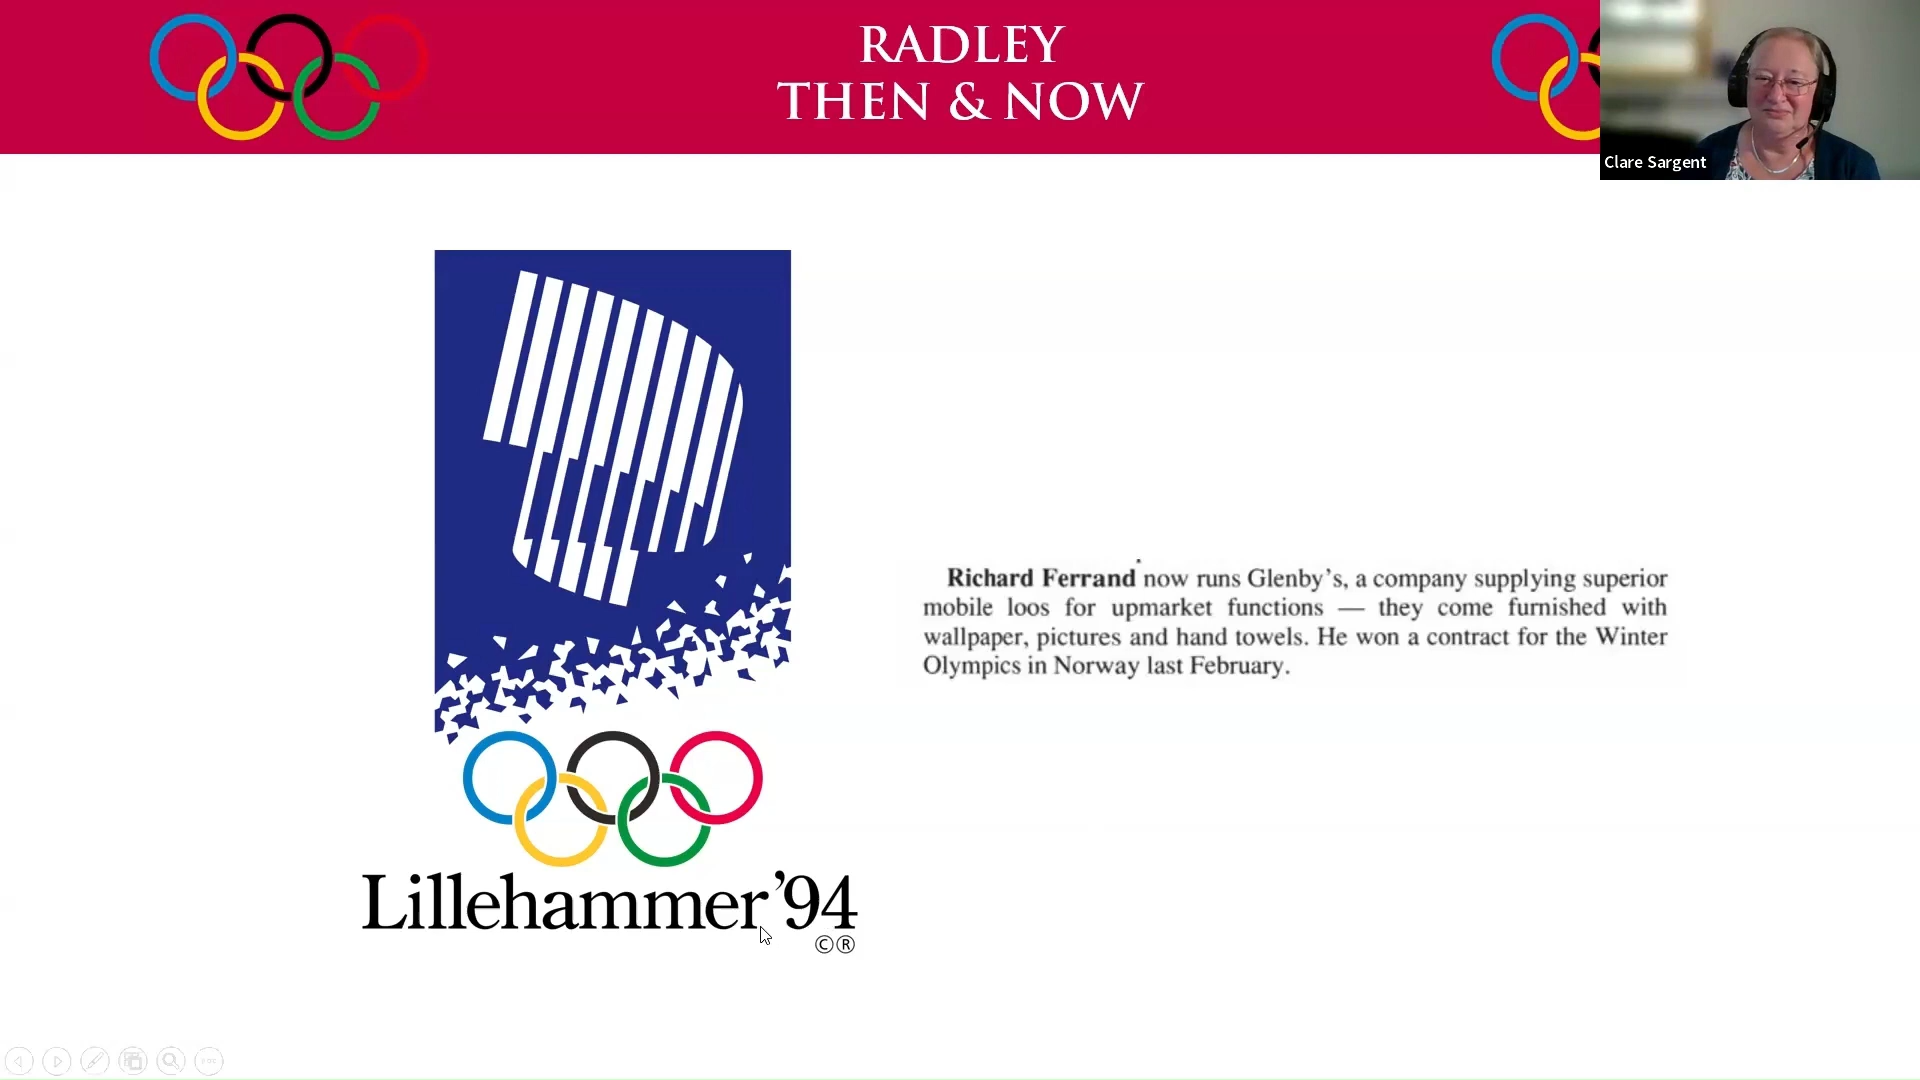 RADLEY
THEN & NOW
Clare Sargent
Richard Ferrand now runs Glenby's, a company supplying superior
mobile loos for upmarket functions — they come furnished with
wallpaper, pictures and hand towels. He won a contract for the Winter
Olympics in Norway last February.
Lillehammer '94
©®